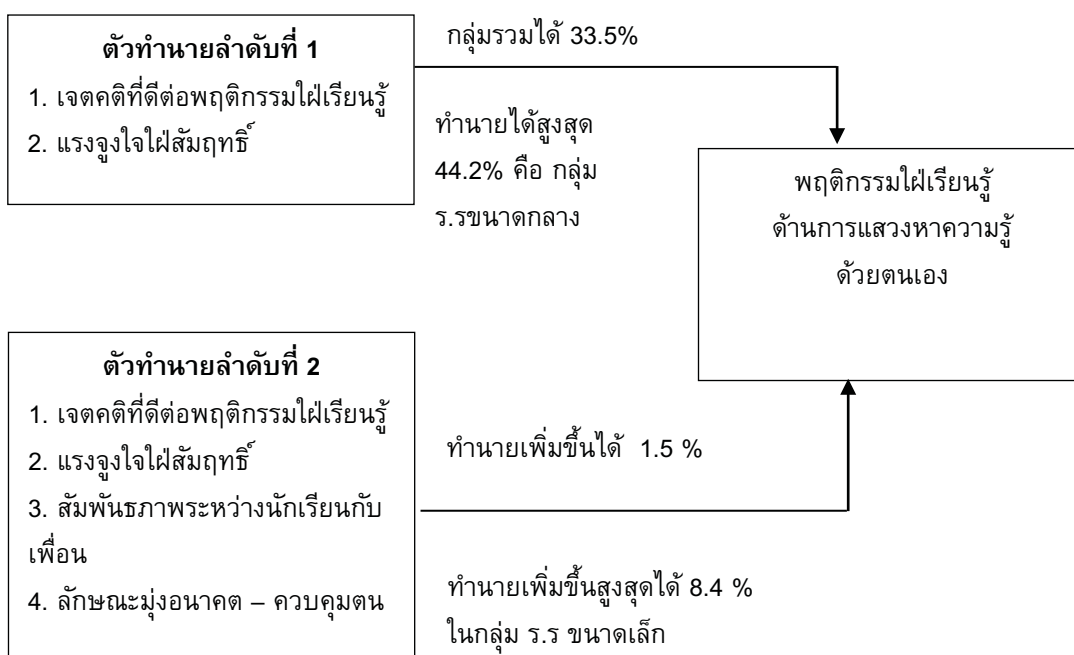 ตัวทำนายลำดับที่ 1
1. เจตคติที่ดีต่อพฤติกรรมใฝ่เรียนรู้
2. แรงจูงใจใฝ่สัมฤทธิ์
กลุ่มรวมได้ 33.5%
ทำนายได้สูงสุด
44.2% คือ กลุ่ม
ร.รขนาดกลาง
พฤติกรรมใฝ่เรียนรู้
ด้านการแสวงหาความรู้
ด้วยตนเอง
ตัวทำนายลำดับที่ 2
1. เจตคติที่ดีต่อพฤติกรรมใฝ่เรียนรู้
2. แรงจูงใจใฝ่สัมฤทธิ์
3. สัมพันธภาพระหว่างนักเรียนกับ
เพื่อน
4. ลักษณะมุ่งอนาคต – ควบคุมตน
ทำนายเพิ่มขึ้นได้ 1.5 %
ทำนายเพิ่มขึ้นสูงสุดได้ 8.4 %
ในกลุ่ม ร.ร ขนาดเล็ก